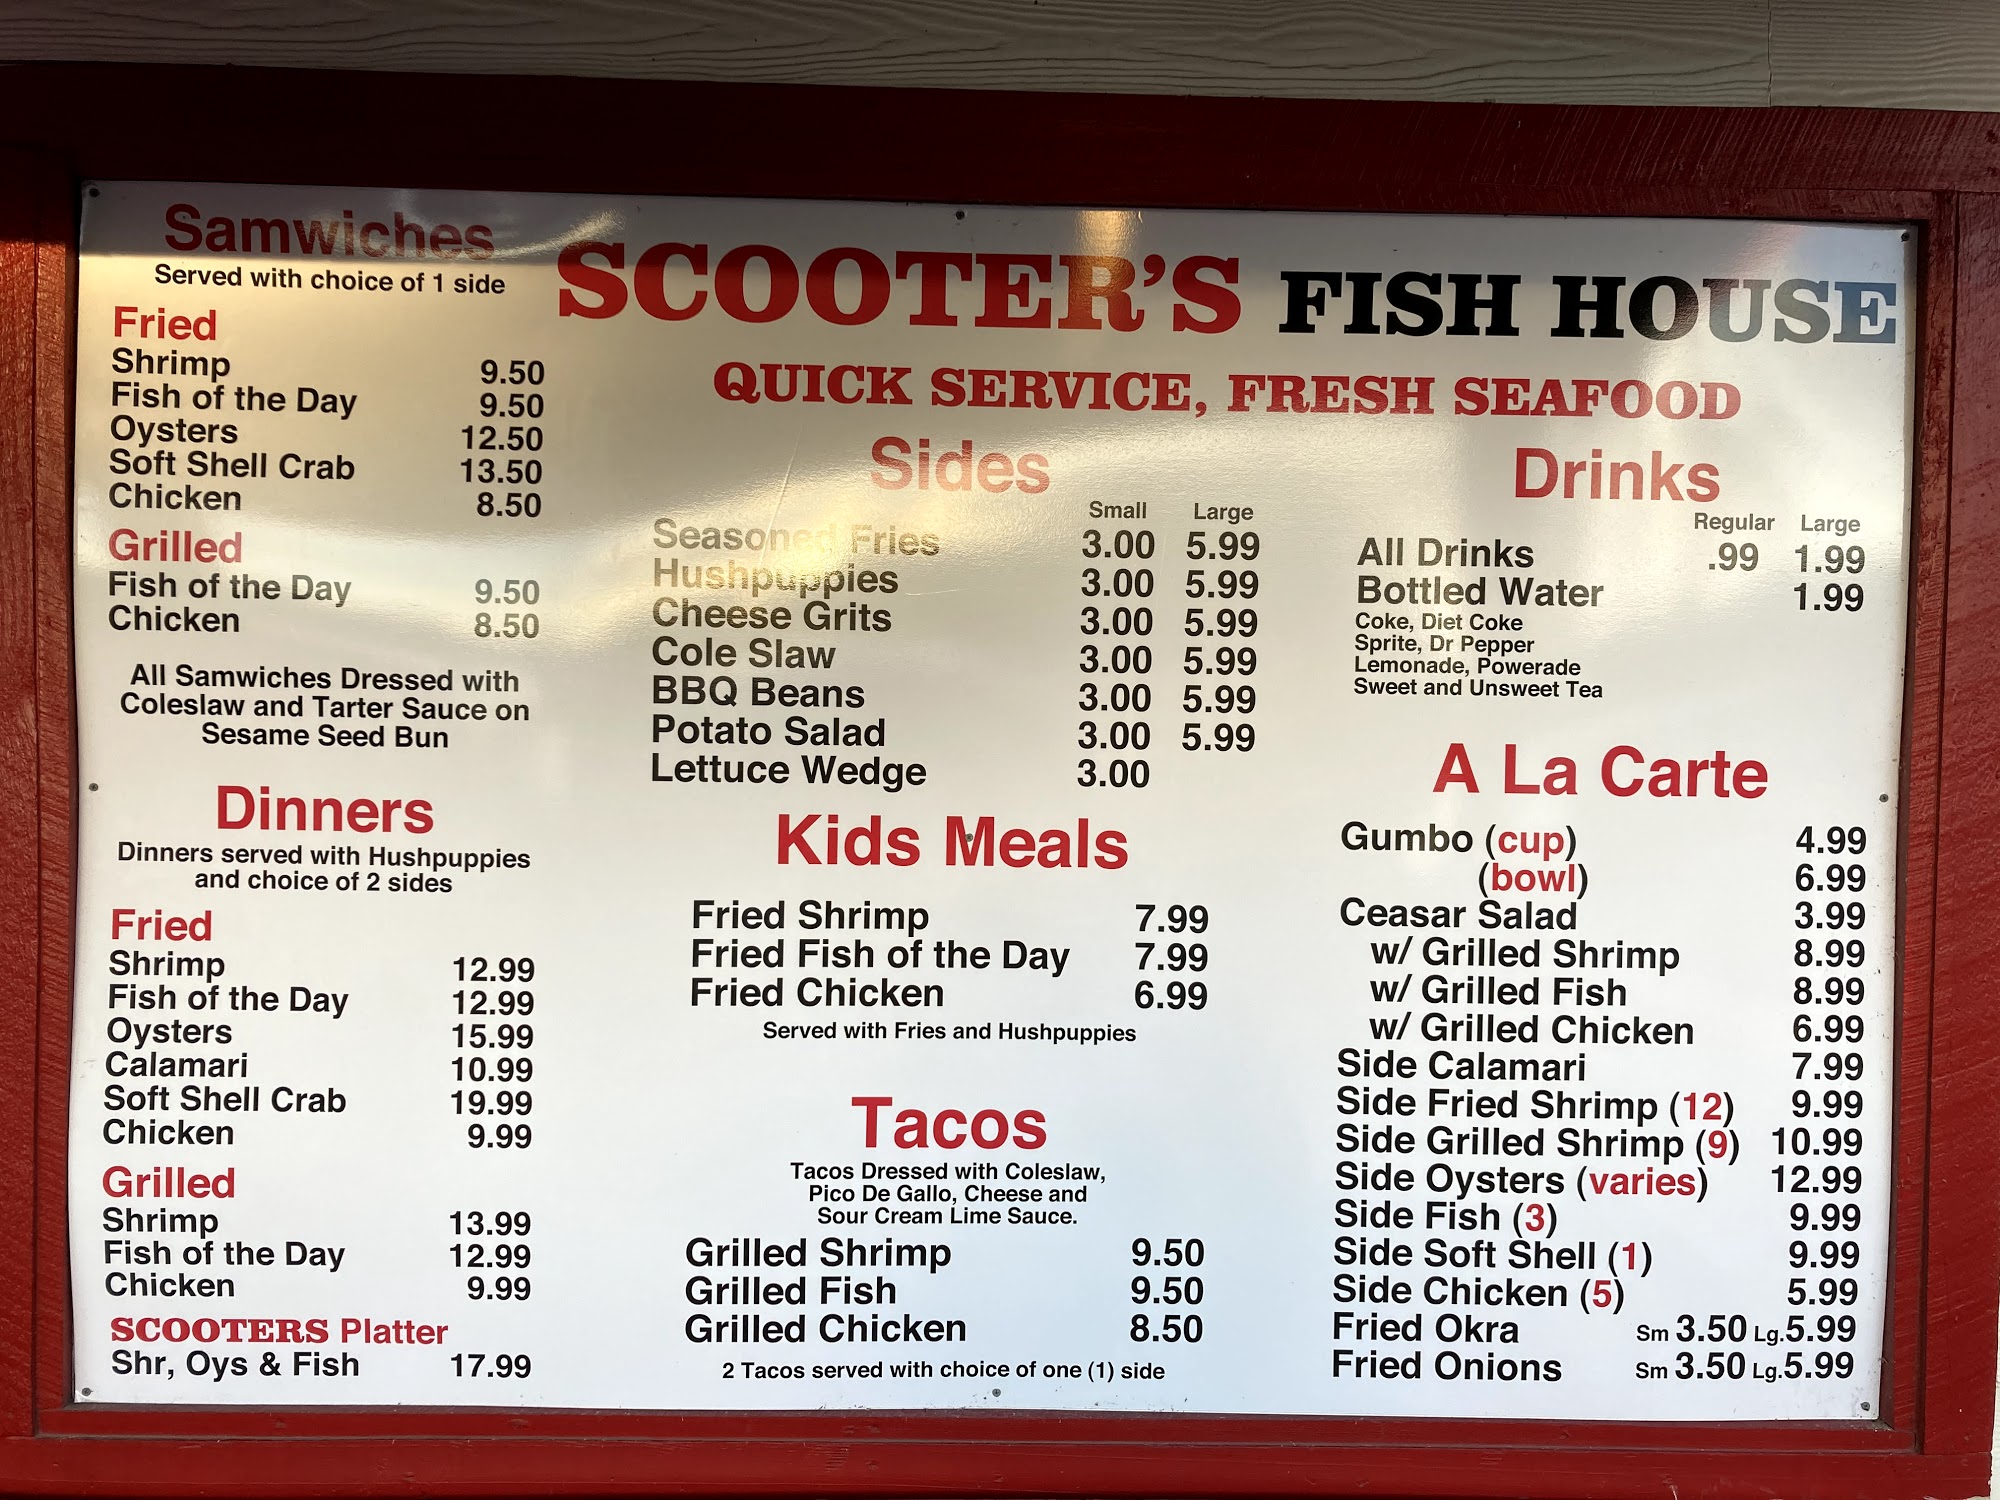 Samwiches
Served with choice of 1 side
Fried
Shrimp 9.50
Fish of the Day 9.50
Oysters 12.50
Soft Shell Crab 13.50
Chicken 8.50
Grilled
Fish of the Day 9.50
Chicken 8.50
All Samwiches Dressed with
Coleslaw and Tarter Sauce on
Sesame Seed Bun
Dinners
Dinners served with Hushpuppies
and choice of 2 sides
Fried
Shrimp 12.99
Fish of the Day 12.99
Oysters 15.99
Calamari 10.99
Soft Shell Crab 19.99
Chicken 9.99
Grilled
Shrimp 13.99
Fish of the Day 12.99
Chicken 9.99
SCOOTERS Platter
Shr, Oys & Fish 17.99
SCOOTER'S FISH HOUSE
QUICK SERVICE, FRESH SEAFOOD
Sides
Small Large
Seasoned Fries 3.00 5.99
Hushpuppies 3.00 5.99
Cheese Grits 3.00 5.99
Cole Slaw 3.00 5.99
BBQ Beans 3.00 5.99
Potato Salad 3.00 5.99
Lettuce Wedge 3.00
Kids Meals
Fried Shrimp 7.99
Fried Fish of the Day 7.99
Fried Chicken 6.99
Served with Fries and Hushpuppies
Tacos
Tacos Dressed with Coleslaw,
Pico De Gallo, Cheese and
Sour Cream Lime Sauce.
Grilled Shrimp 9.50
Grilled Fish 9.50
Grilled Chicken 8.50
2 Tacos served with choice of one (1) side
Drinks
Regular Large
All Drinks .99 1.99
Bottled Water 1.99
Coke, Diet Coke
Sprite, Dr Pepper
Lemonade, Powerade
Sweet and Unsweet Tea
A La Carte
Gumbo (cup) 4.99
(bowl) 6.99
Ceasar Salad 3.99
w/ Grilled Shrimp 8.99
w/ Grilled Fish 8.99
w/ Grilled Chicken 6.99
Side Calamari 7.99
Side Fried Shrimp (12) 9.99
Side Grilled Shrimp (9) 10.99
Side Oysters (varies) 12.99
Side Fish (3) 9.99
Side Soft Shell (1) 9.99
Side Chicken (5) 5.99
Fried Okra Sm 3.50 Lg.5.99
Fried Onions Sm 3.50 Lg.5.99